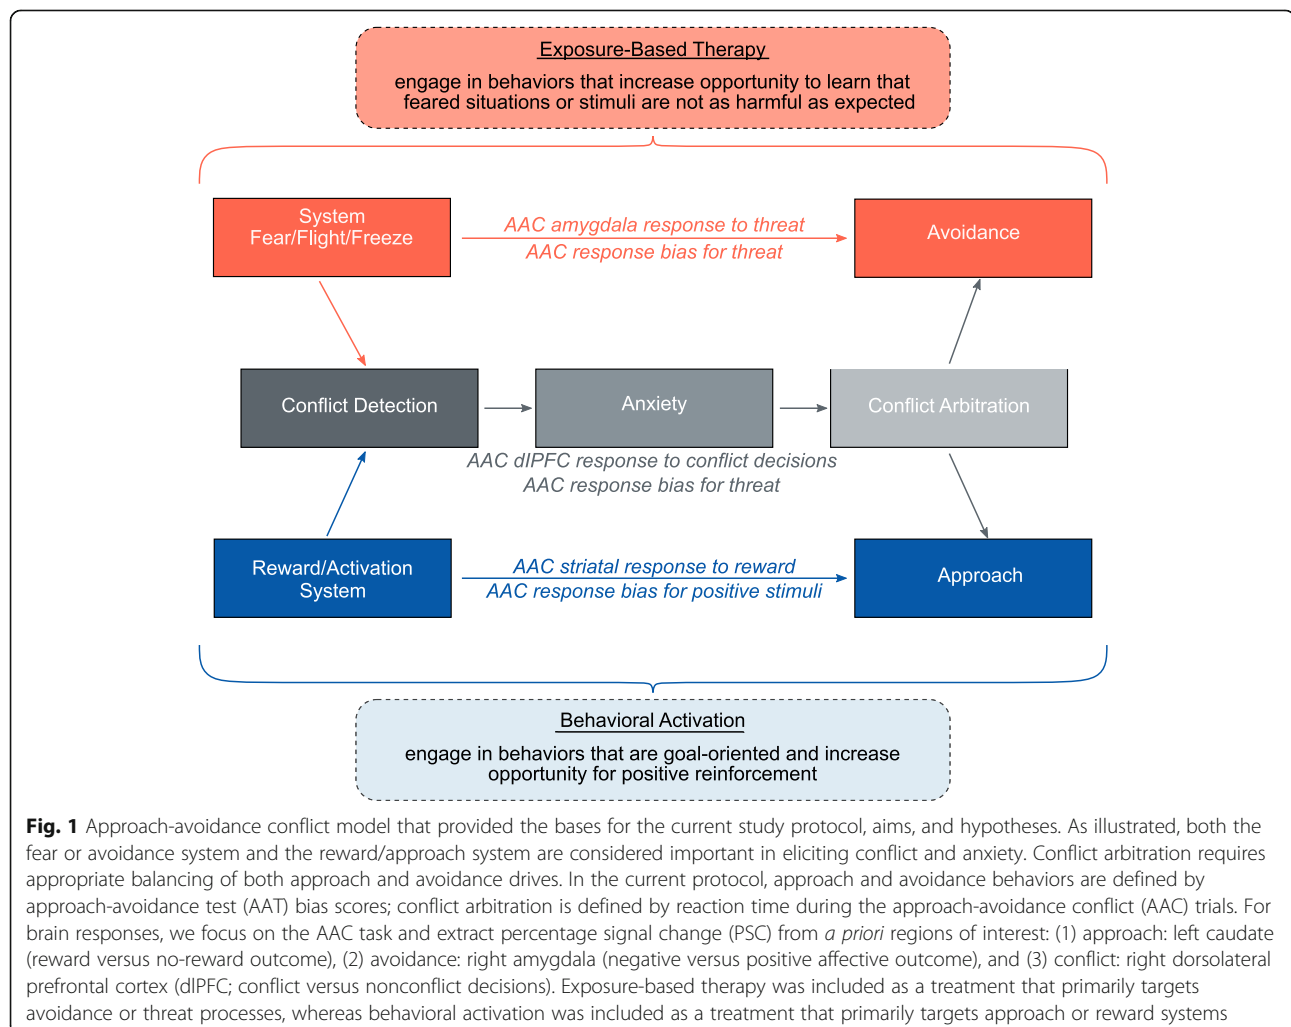 Exposure-Based Therapy
engage in behaviors that increase opportunity to learn that
feared situations or stimuli are not as harmful as expected
System
Fear/Flight/Freeze
AAC amygdala response to threat
AAC response bias for threat
Avoidance
Conflict Detection
Anxiety
Conflict Arbitration
AAC dlPFC response to conflict decisions
AAC response bias for threat
Reward/Activation
System
AAC striatal response to reward
AAC response bias for positive stimuli
Approach
Behavioral Activation
engage in behaviors that are goal-oriented and increase
opportunity for positive reinforcement
Fig. 1 Approach-avoidance conflict model that provided the bases for the current study protocol, aims, and hypotheses. As illustrated, both the
fear or avoidance system and the reward/approach system are considered important in eliciting conflict and anxiety. Conflict arbitration requires
appropriate balancing of both approach and avoidance drives. In the current protocol, approach and avoidance behaviors are defined by
approach-avoidance test (AAT) bias scores; conflict arbitration is defined by reaction time during the approach-avoidance conflict (AAC) trials. For
brain responses, we focus on the AAC task and extract percentage signal change (PSC) from a priori regions of interest: (1) approach: left caudate
(reward versus no-reward outcome), (2) avoidance: right amygdala (negative versus positive affective outcome), and (3) conflict: right dorsolateral
prefrontal cortex (dlPFC; conflict versus nonconflict decisions). Exposure-based therapy was included as a treatment that primarily targets
avoidance or threat processes, whereas behavioral activation was included as a treatment that primarily targets approach or reward systems